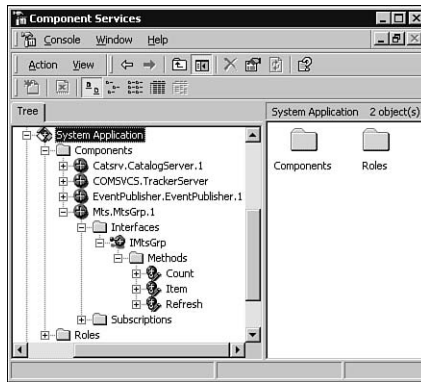 Component Services
Console Window Help
Action View
Tree
System Application 2 object(s)
System Application
Components
Catsrv.CatalogServer.1
COMSVCS.TrackerServer
EventPublisher.EventPublisher.1
Mts.MtsGrp.1
Interfaces
IMtsGrp
Methods
Count
Item
Refresh
Subscriptions
Roles
Components Roles